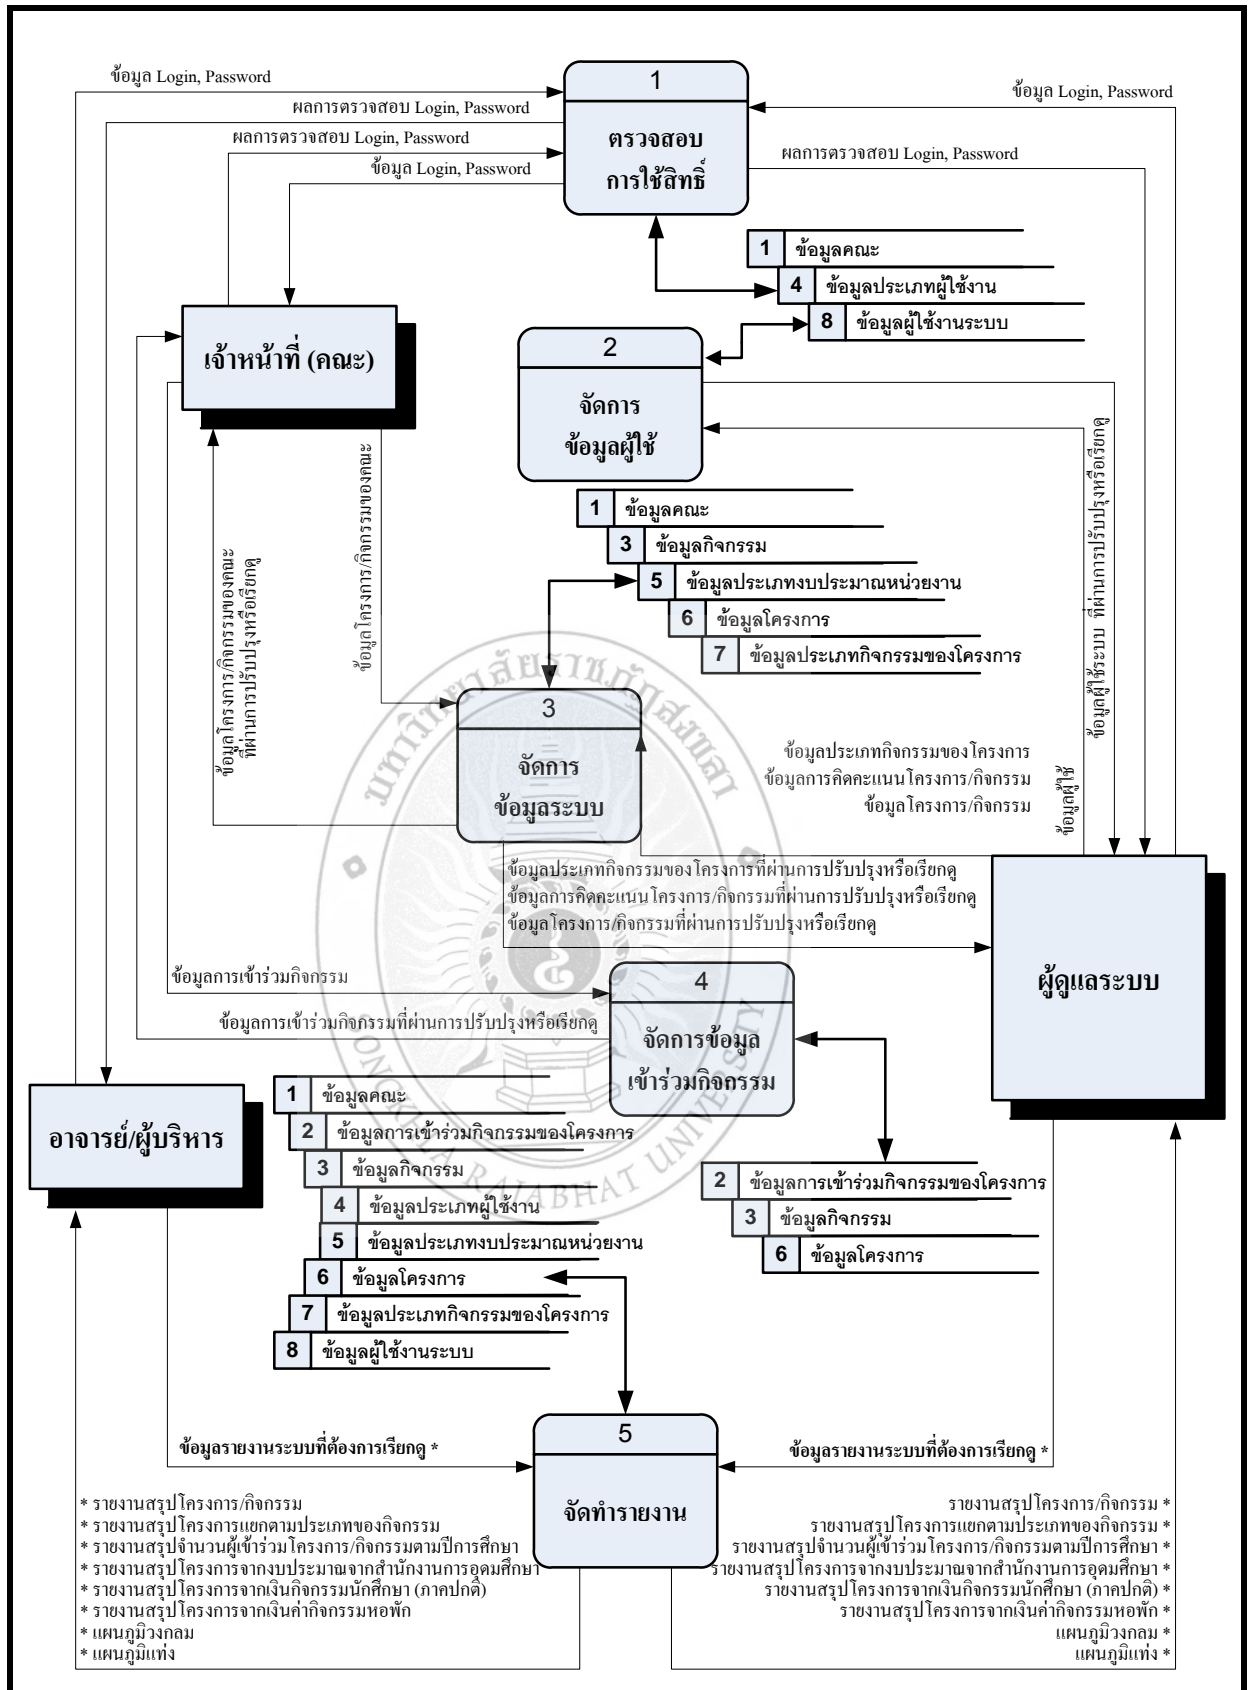 ข้อมูล Login, Password
ผลการตรวจสอบ Login, Password
ผลการตรวจสอบ Login, Password
ข้อมูล Login, Password
1
ตรวจสอบ
การใช้สิทธิ์
ข้อมูล Login, Password
ผลการตรวจสอบ Login, Password
1 ข้อมูลคณะ
4 ข้อมูลประเภทผู้ใช้งาน
8 ข้อมูลผู้ใช้งานระบบ
เจ้าหน้าที่ (คณะ)
2
จัดการ
ข้อมูลผู้ใช้
1 ข้อมูลคณะ
3 ข้อมูลกิจกรรม
5 ข้อมูลประเภทงบประมาณหน่วยงาน
6 ข้อมูลโครงการ
7 ข้อมูลประเภทกิจกรรมของโครงการ
ข้อมูลโครงการ/กิจกรรมของคณะ
ที่ผ่านการปรับปรุงหรือเรียกดู
ข้อมูลโครงการ/กิจกรรมของคณะ
ข้อมูลผู้ใช้ระบบ ที่ผ่านการปรับปรุงหรือเรียกดู
ข้อมูลผู้ใช้
3
จัดการ
ข้อมูลระบบ
ข้อมูลประเภทกิจกรรมของโครงการ
ข้อมูลการคิดคะแนนโครงการ/กิจกรรม
ข้อมูลโครงการ/กิจกรรม
ข้อมูลประเภทกิจกรรมของโครงการที่ผ่านการปรับปรุงหรือเรียกดู
ข้อมูลการคิดคะแนนโครงการ/กิจกรรมที่ผ่านการปรับปรุงหรือเรียกดู
ข้อมูลโครงการ/กิจกรรมที่ผ่านการปรับปรุงหรือเรียกดู
ผู้ดูแลระบบ
มหาวิทยาลัยราชภัฏสงขลา
SONGKHLA RAJABHAT UNIVERSITY
ข้อมูลการเข้าร่วมกิจกรรม
ข้อมูลการเข้าร่วมกิจกรรมที่ผ่านการปรับปรุงหรือเรียกดู
4
จัดการข้อมูล
เข้าร่วมกิจกรรม
อาจารย์/ผู้บริหาร
1 ข้อมูลคณะ
2 ข้อมูลการเข้าร่วมกิจกรรมของโครงการ
3 ข้อมูลกิจกรรม
4 ข้อมูลประเภทผู้ใช้งาน
5 ข้อมูลประเภทงบประมาณหน่วยงาน
6 ข้อมูลโครงการ
7 ข้อมูลประเภทกิจกรรมของโครงการ
8 ข้อมูลผู้ใช้งานระบบ
2 ข้อมูลการเข้าร่วมกิจกรรมของโครงการ
3 ข้อมูลกิจกรรม
6 ข้อมูลโครงการ
5
จัดทำรายงาน
ข้อมูลรายงานระบบที่ต้องการเรียกดู *
ข้อมูลรายงานระบบที่ต้องการเรียกดู *
* รายงานสรุปโครงการ/กิจกรรม
* รายงานสรุปโครงการแยกตามประเภทของกิจกรรม
* รายงานสรุปจำนวนผู้เข้าร่วมโครงการ/กิจกรรมตามปีการศึกษา
* รายงานสรุปโครงการจากงบประมาณจากสำนักงานการอุดมศึกษา
* รายงานสรุปโครงการจากเงินกิจกรรมนักศึกษา (ภาคปกติ)
* รายงานสรุปโครงการจากเงินค่ากิจกรรมหอพัก
* แผนภูมิวงกลม
* แผนภูมิแท่ง
รายงานสรุปโครงการ/กิจกรรม *
รายงานสรุปโครงการแยกตามประเภทของกิจกรรม *
รายงานสรุปจำนวนผู้เข้าร่วมโครงการ/กิจกรรมตามปีการศึกษา *
รายงานสรุปโครงการจากงบประมาณจากสำนักงานการอุดมศึกษา *
รายงานสรุปโครงการจากเงินกิจกรรมนักศึกษา (ภาคปกติ) *
รายงานสรุปโครงการจากเงินค่ากิจกรรมหอพัก *
แผนภูมิวงกลม *
แผนภูมิแท่ง *